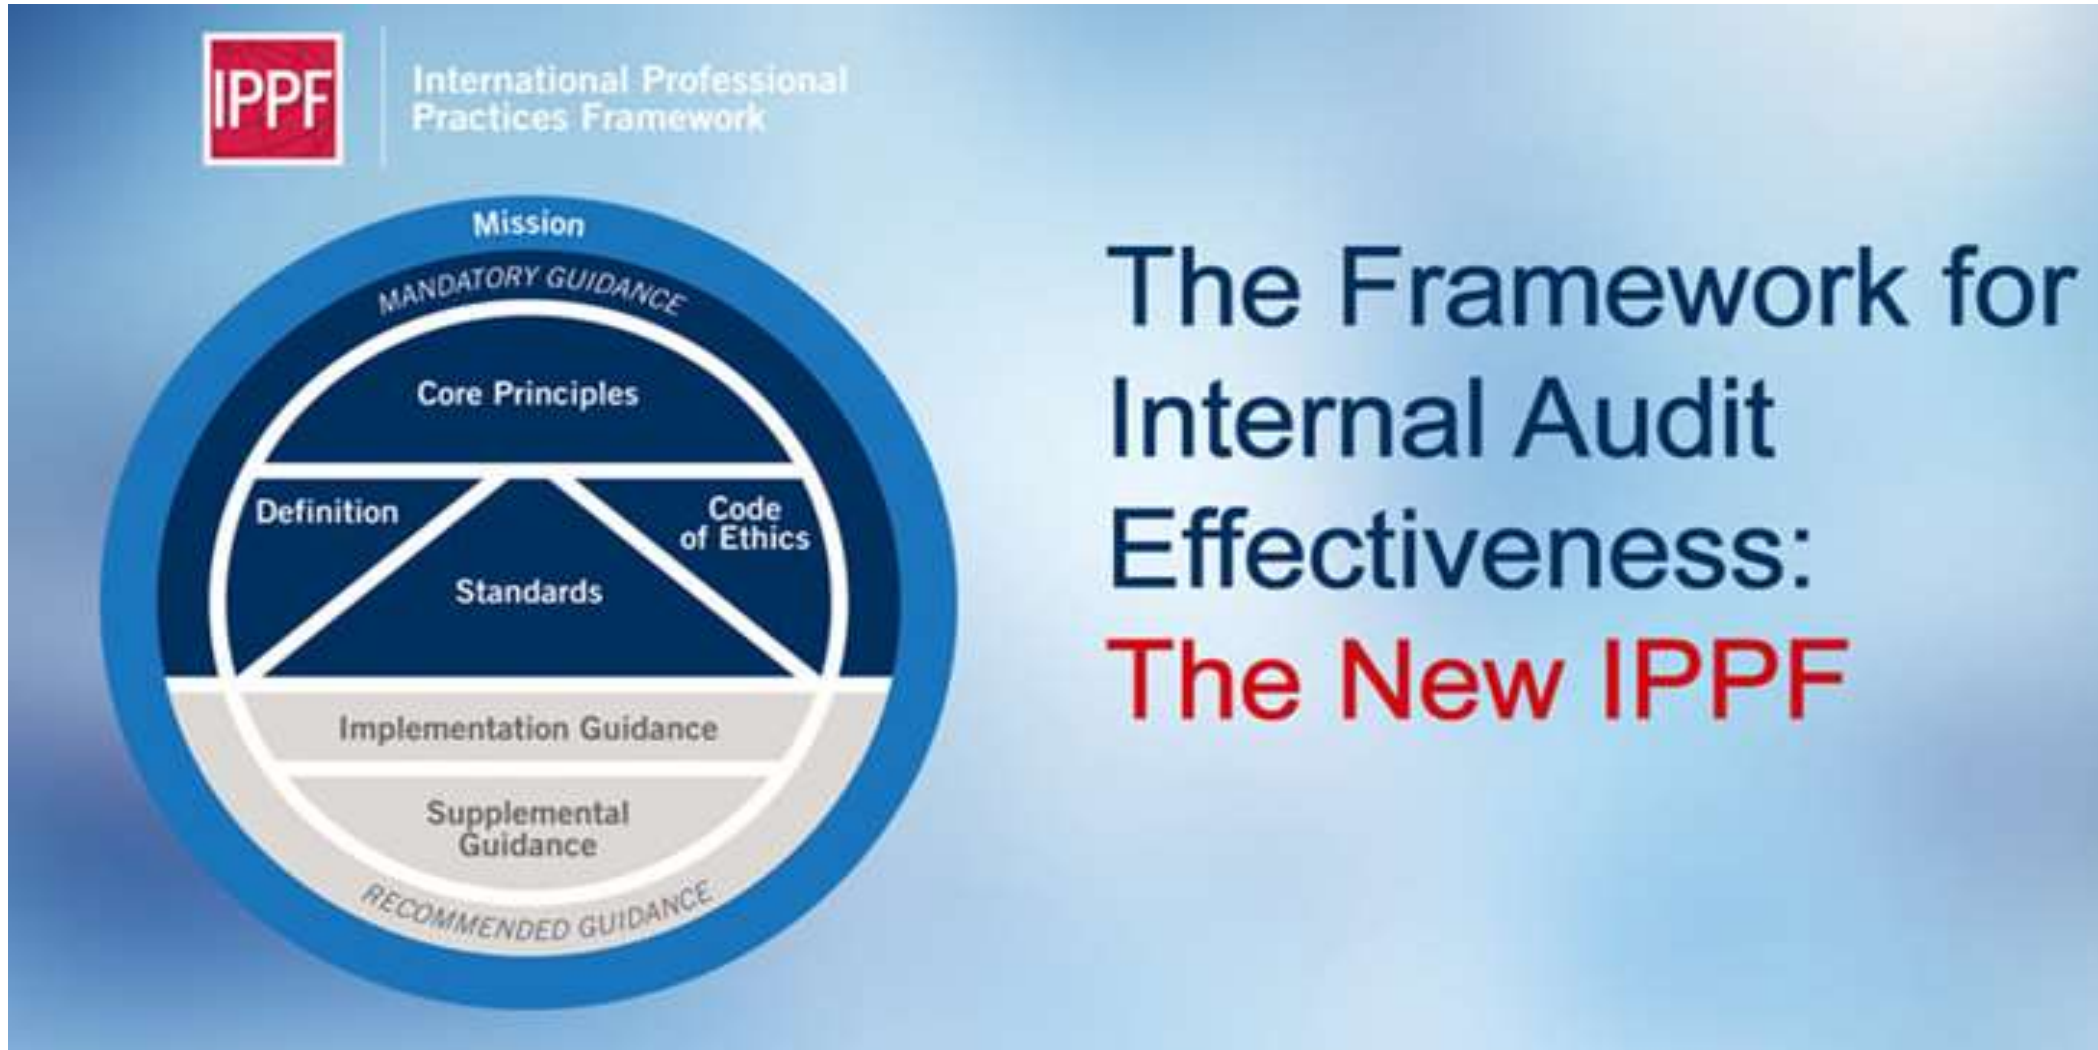 IPPF
International Professional
Practices Framework
Mission
MANDATORY GUIDANCE
Core Principles
Definition
Code
of Ethics
Standards
Implementation Guidance
Supplemental
Guidance
RECOMMENDED GUIDANCE
The Framework for
Internal Audit
Effectiveness:
The New IPPF